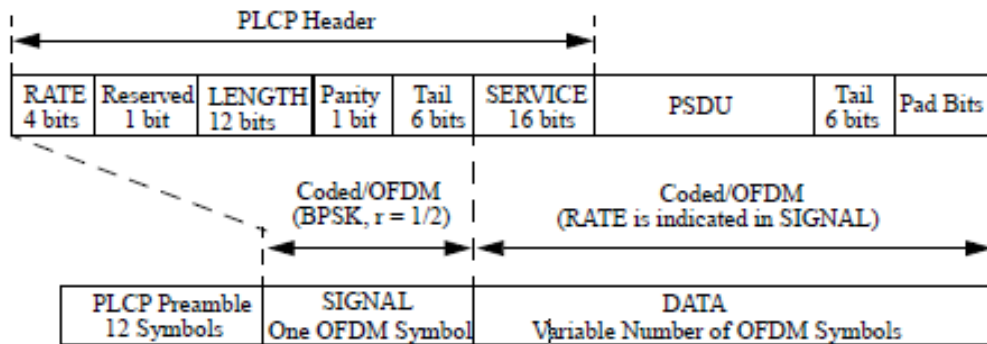 PLCP Header
RATE Reserved LENGTH Parity Tail SERVICE PSDU Tail Pad Bits
4 bits 1 bit 12 bits 1 bit 6 bits 16 bits 6 bits
Coded/OFDM Coded/OFDM
(BPSK, r = 1/2) (RATE is indicated in SIGNAL)
PLCP Preamble SIGNAL DATA
12 Symbols One OFDM Symbol Variable Number of OFDM Symbols